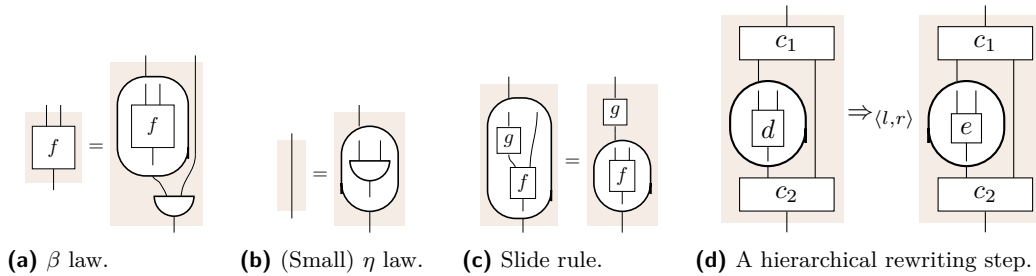 f
=
f
=
g
f
=
g
f
c₁
d
c₂
⇒⟨l,r⟩
c₁
e
c₂
(a) β law.
(b) (Small) η law.
(c) Slide rule.
(d) A hierarchical rewriting step.